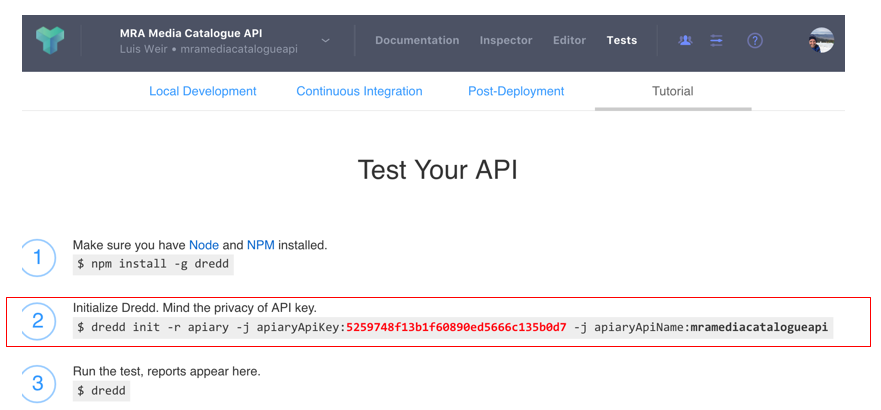 MRA Media Catalogue API
Luis Weir • mramediacatalogueapi
Documentation Inspector Editor Tests
Local Development Continuous Integration Post-Deployment Tutorial
Test Your API
1 Make sure you have Node and NPM installed.
$ npm install -g dredd
2 Initialize Dredd. Mind the privacy of API key.
$ dredd init -r apiary -j apiaryApiKey:5259748f13b1f60890ed5666c135b0d7 -j apiaryApiName:mramediacatalogueapi
3 Run the test, reports appear here.
$ dredd